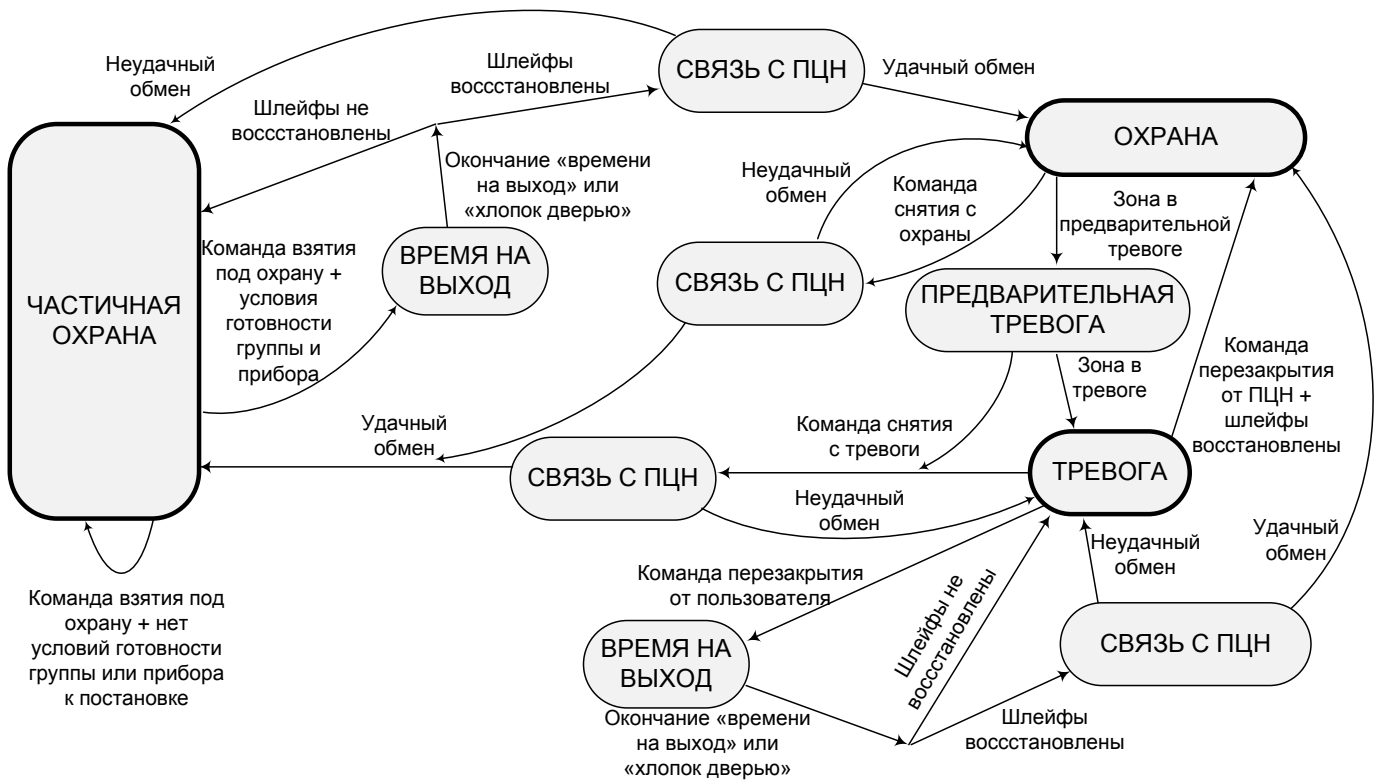 Неудачный
обмен
Шлейфы не
воссстановлены
Шлейфы
воссстановлены
СВЯЗЬ С ПЦН
Удачный обмен
ОХРАНА
Окончание «времени
на выход» или
«хлопок дверью»
Неудачный
обмен
Команда
снятия с
охраны
Зона в
предварительной
тревоге
Команда взятия
под охрану +
условия
готовности
группы и
прибора
ВРЕМЯ НА
ВЫХОД
СВЯЗЬ С ПЦН
ПРЕДВАРИТЕЛЬНАЯ
ТРЕВОГА
ЧАСТИЧНАЯ
ОХРАНА
Зона в
тревоге
Команда
перезакрытия
от ПЦН +
шлейфы
восстановлены
Удачный
обмен
Команда снятия
с тревоги
СВЯЗЬ С ПЦН
ТРЕВОГА
Неудачный
обмен
Неудачный
обмен
Удачный
обмен
Команда взятия под
охрану + нет
условий готовности
группы или прибора
к постановке
Команда перезакрытия
от пользователя
Шлейфы не
воссстановлены
ВРЕМЯ НА
ВЫХОД
СВЯЗЬ С ПЦН
Окончание «времени
на выход» или
«хлопок дверью»
Шлейфы
воссстановлены